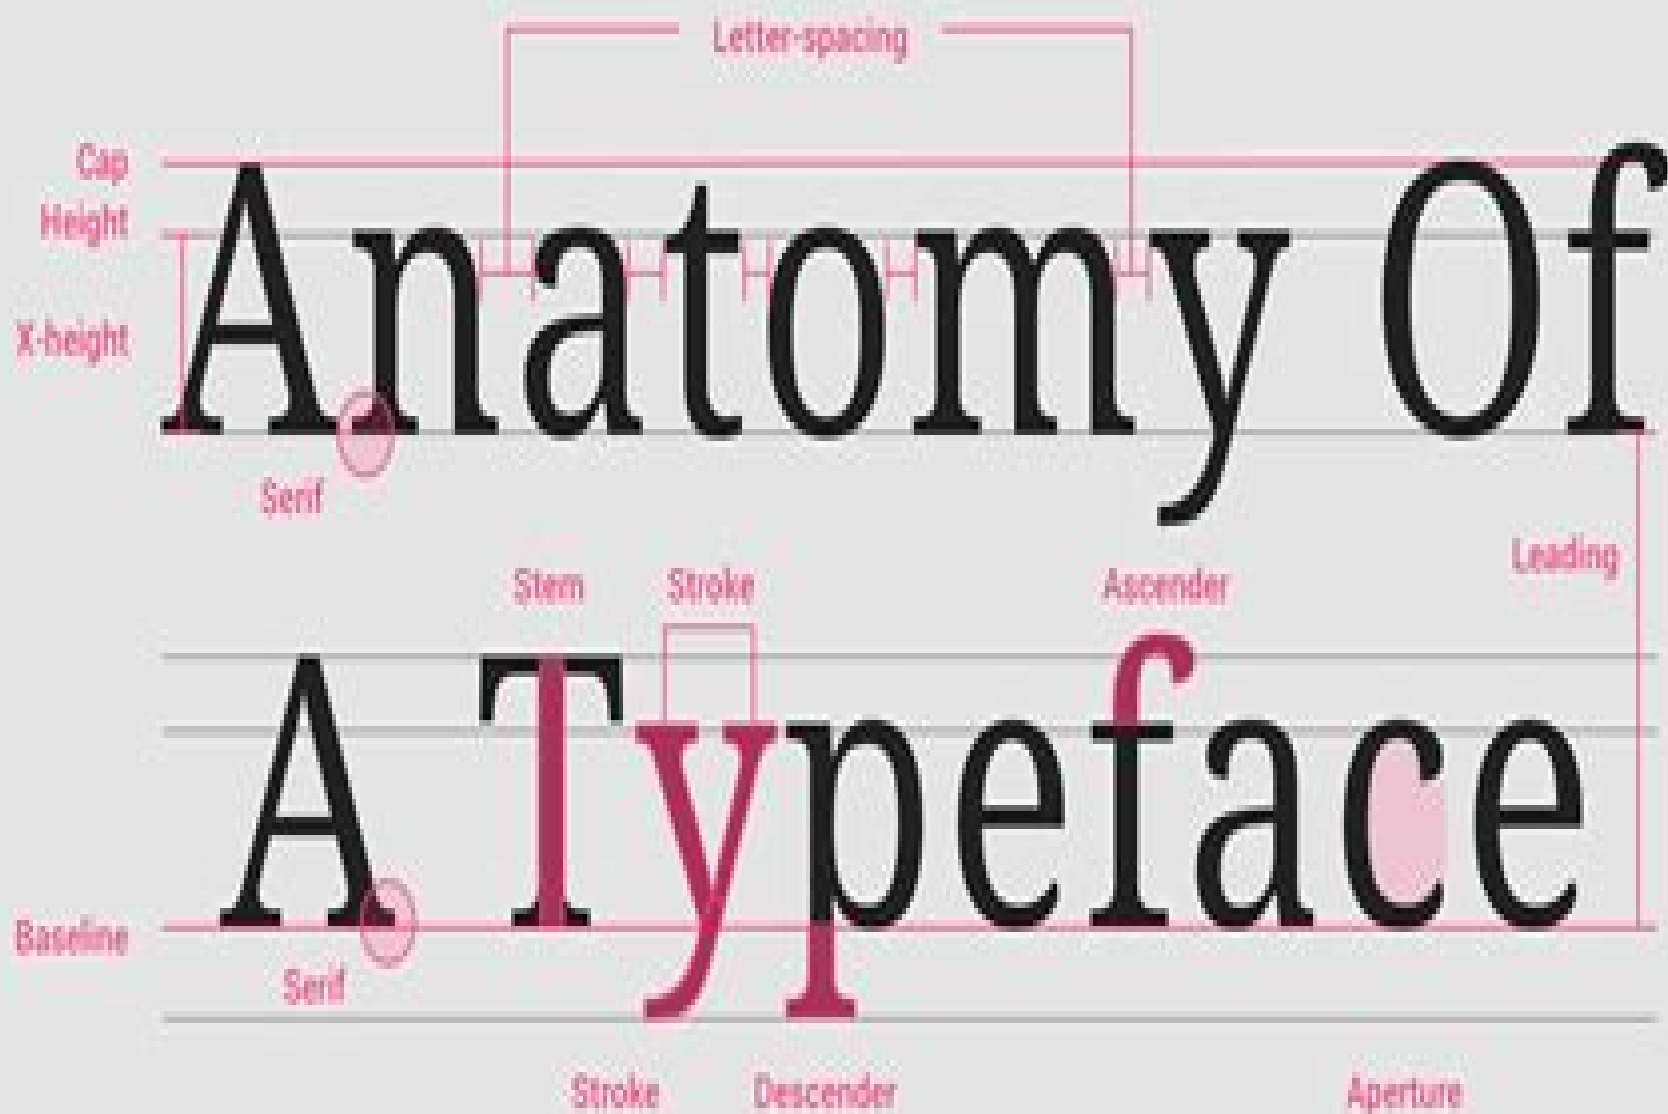 Letter-spacing
Cap
Height
X-height
Anatomy Of
Serif
Leading
Stem Stroke Ascender
A Typeface
Baseline
Serif
Stroke Descender Aperture